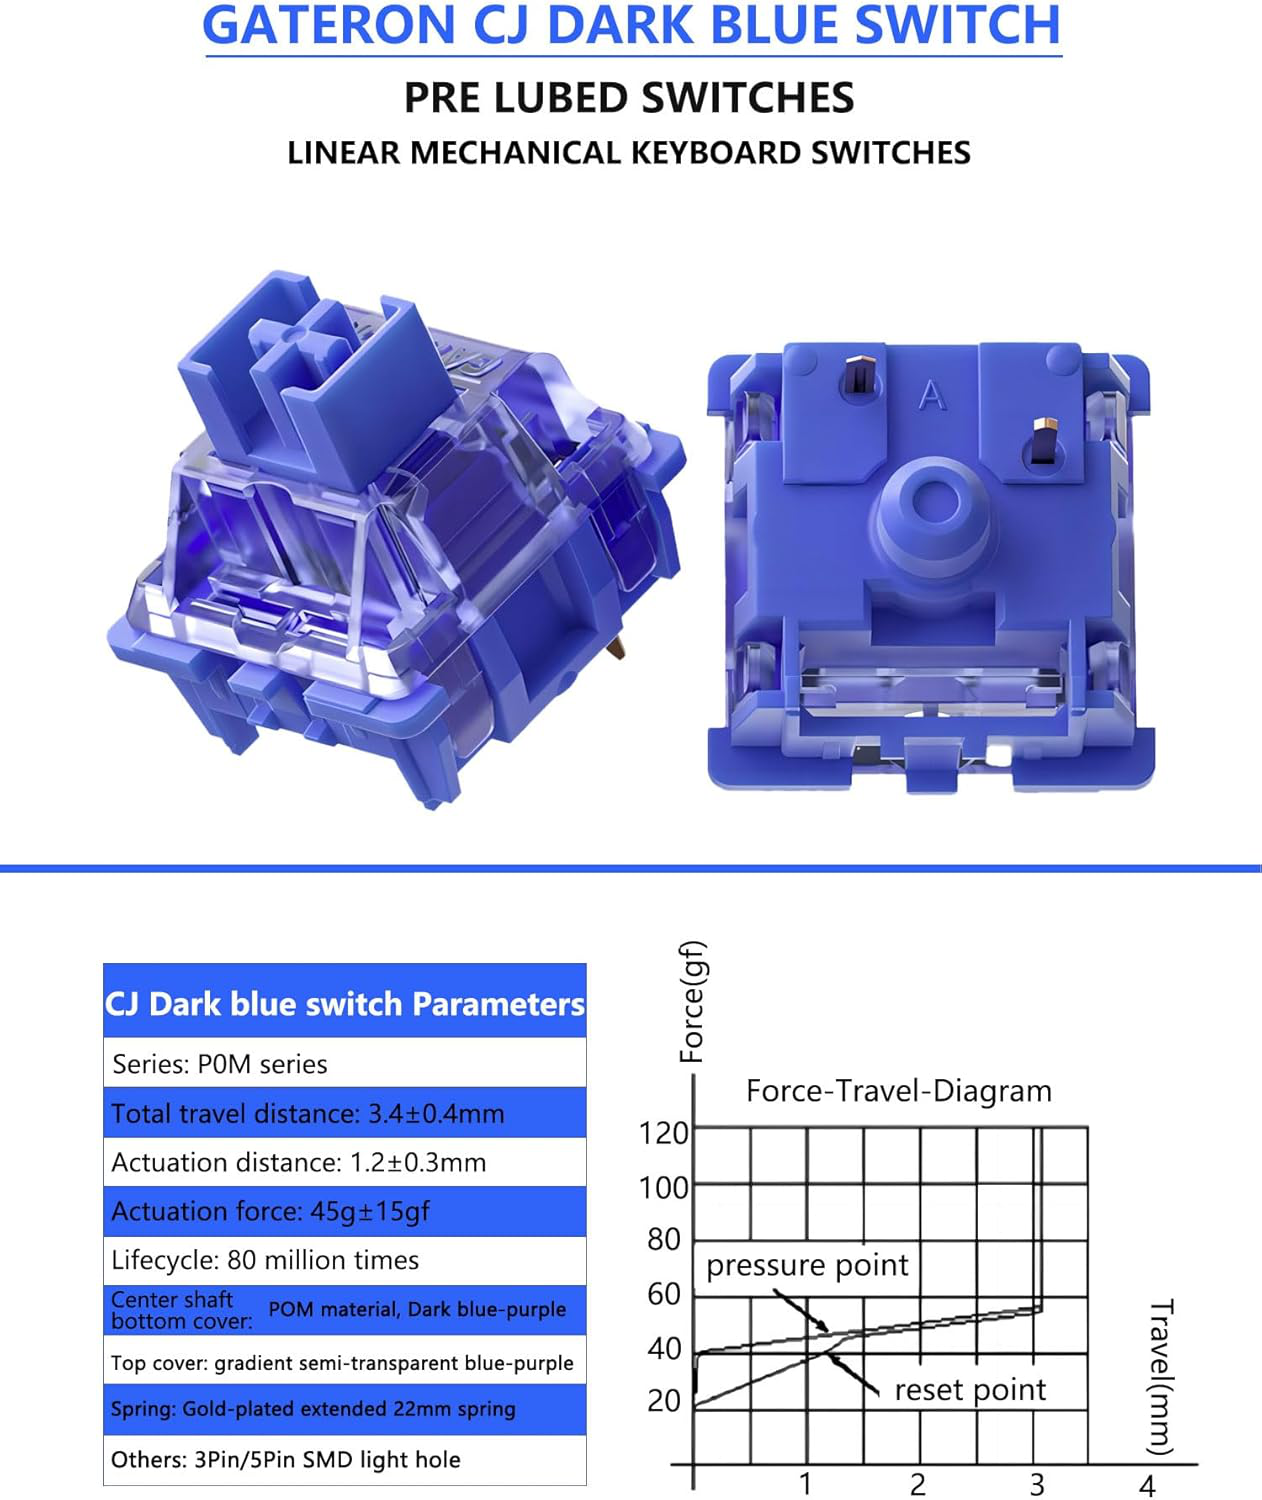 GATERON CJ DARK BLUE SWITCH
PRE LUBED SWITCHES
LINEAR MECHANICAL KEYBOARD SWITCHES
A
CJ Dark blue switch Parameters
Series: P0M series
Total travel distance: 3.4±0.4mm
Actuation distance: 1.2±0.3mm
Actuation force: 45g±15gf
Lifecycle: 80 million times
Center shaft
bottom cover:
POM material, Dark blue-purple
Top cover: gradient semi-transparent blue-purple
Spring: Gold-plated extended 22mm spring
Others: 3Pin/5Pin SMD light hole
Force(gf)
Force-Travel-Diagram
120
100
80
pressure point
60
40
reset point
20
Travel(mm)
1
2
3
4